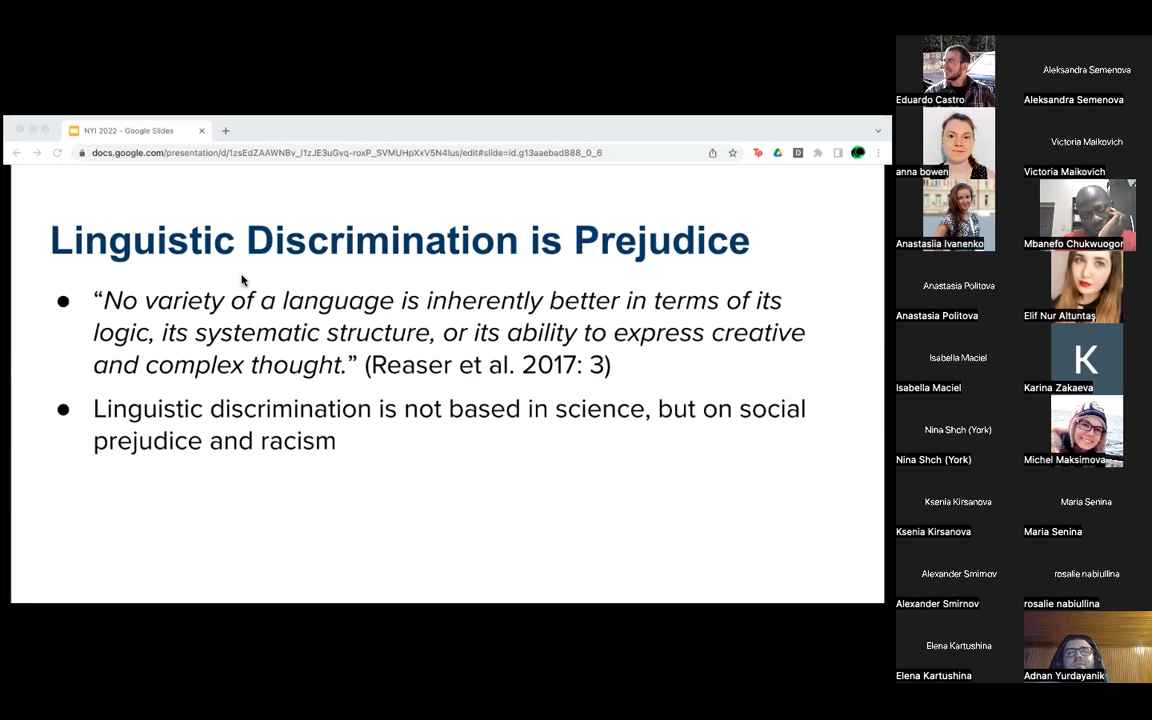 NYI 2022 - Google Slides
docs.google.com/presentation/d/1zsEdZAAWNBv_I1zJE3uGvq-roxP_SVMUHpXxV5N4lus/edit#slide=id.g13aaebad888_0_6
Linguistic Discrimination is Prejudice
● “No variety of a language is inherently better in terms of its
logic, its systematic structure, or its ability to express creative
and complex thought.” (Reaser et al. 2017: 3)
● Linguistic discrimination is not based in science, but on social
prejudice and racism
Eduardo Castro
Aleksandra Semenova
Aleksandra Semenova
anna bowen
Victoria Maikovich
Victoria Maikovich
Anastasiia Ivanenko
Mbanefo Chukwuogor
Anastasia Politova
Anastasia Politova
Elif Nur Altuntaş
Isabella Maciel
Isabella Maciel
K
Karina Zakaeva
Nina Shch (York)
Nina Shch (York)
Michel Maksimova
Ksenia Kirsanova
Ksenia Kirsanova
Maria Senina
Maria Senina
Alexander Smirnov
Alexander Smirnov
rosalie nabiullina
rosalie nabiullina
Elena Kartushina
Elena Kartushina
Adnan Yurdayanik